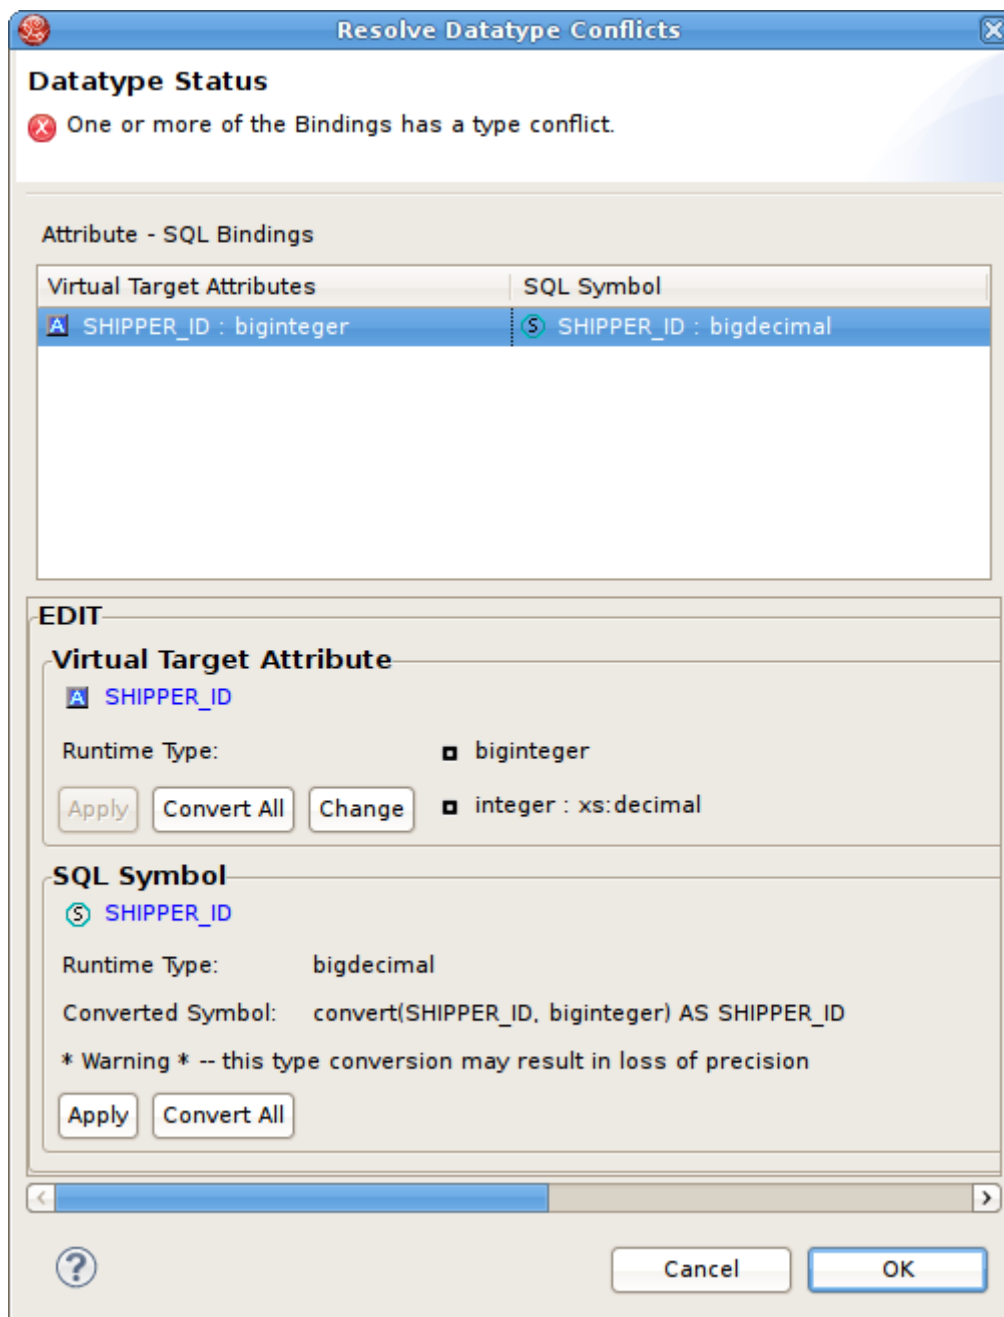 Resolve Datatype Conflicts
Datatype Status
One or more of the Bindings has a type conflict.
Attribute - SQL Bindings
Virtual Target Attributes SQL Symbol
A SHIPPER_ID : biginteger S SHIPPER_ID : bigdecimal
EDIT
Virtual Target Attribute
A SHIPPER_ID
Runtime Type: biginteger
Apply Convert All Change integer : xs:decimal
SQL Symbol
S SHIPPER_ID
Runtime Type: bigdecimal
Converted Symbol: convert(SHIPPER_ID, biginteger) AS SHIPPER_ID
* Warning * -- this type conversion may result in loss of precision
Apply Convert All
? Cancel OK